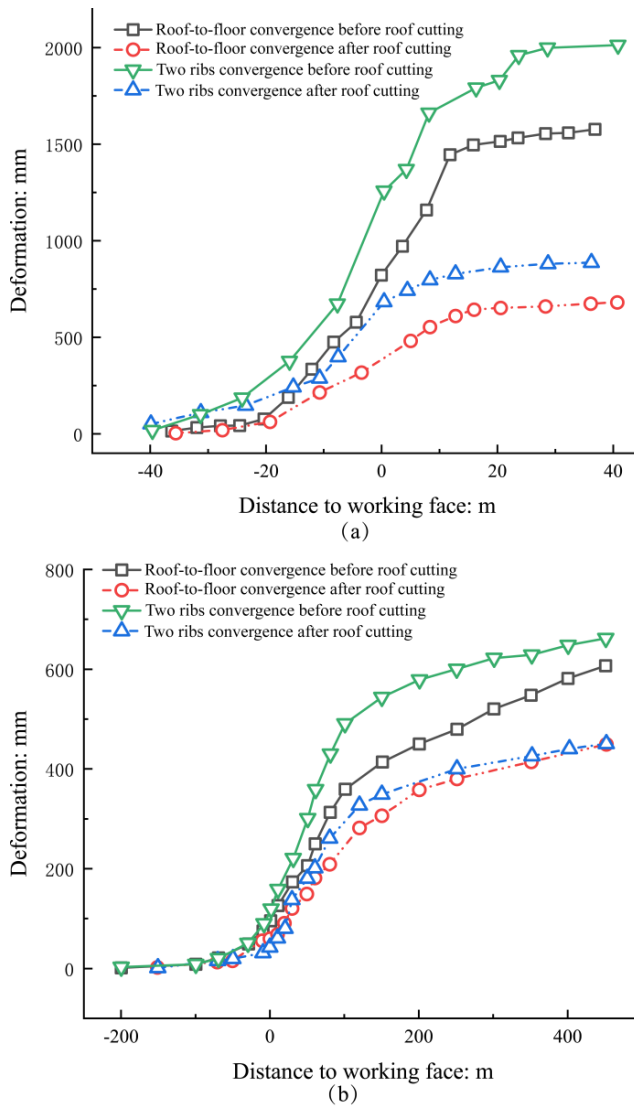 Roof-to-floor convergence before roof cutting
Roof-to-floor convergence after roof cutting
Two ribs convergence before roof cutting
Two ribs convergence after roof cutting
2000
1500
1000
500
0
Deformation: mm
-40
-20
0
20
40
Distance to working face: m
(a)
Roof-to-floor convergence before roof cutting
Roof-to-floor convergence after roof cutting
Two ribs convergence before roof cutting
Two ribs convergence after roof cutting
800
600
400
200
0
Deformation: mm
-200
0
200
400
Distance to working face: m
(b)